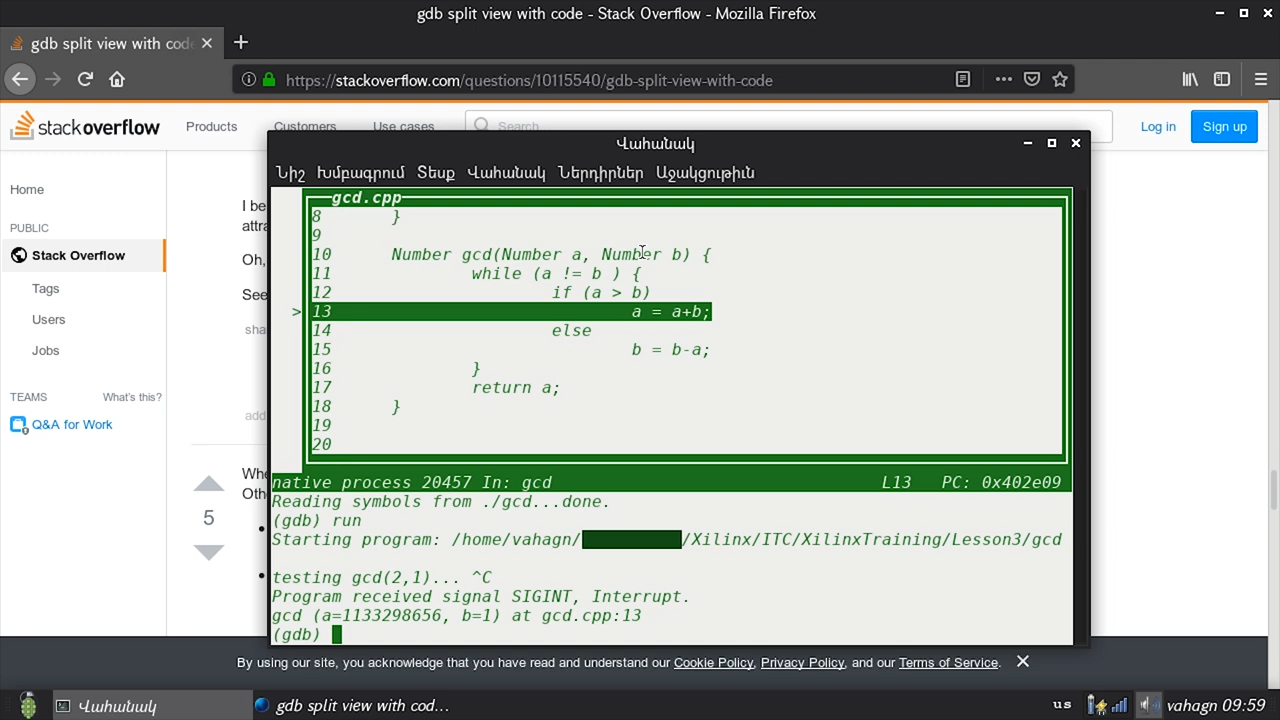 gdb split view with code - Stack Overflow - Mozilla Firefox
gdb split view with code
https://stackoverflow.com/questions/10115540/gdb-split-view-with-code
stackoverflow
Products
Customers
Use cases
Search
Log in
Sign up
Home
PUBLIC
Stack Overflow
Tags
Users
Jobs
TEAMS
What's this?
Q&A for Work
I be
attra
Oh,
See
sha
add
Whe
Othe
5
Վահանակ
Նիշ Խմբագրում Տեսք Վահանակ Ներդիրներ Աջակցութիւն
gcd.cpp
8 }
9
10 Number gcd(Number a, Number b) {
11 while (a != b ) {
12 if (a > b)
>13 a = a+b;
14 else
15 b = b-a;
16 }
17 return a;
18 }
19
20
native process 20457 In: gcd L13 PC: 0x402e09
Reading symbols from ./gcd...done.
(gdb) run
Starting program: /home/vahagn/ /Xilinx/ITC/XilinxTraining/Lesson3/gcd
testing gcd(2,1)... ^C
Program received signal SIGINT, Interrupt.
gcd (a=1133298656, b=1) at gcd.cpp:13
(gdb)
By using our site, you acknowledge that you have read and understand our Cookie Policy, Privacy Policy, and our Terms of Service.
Վահանակ
gdb split view with cod...
us
vahagn 09:59